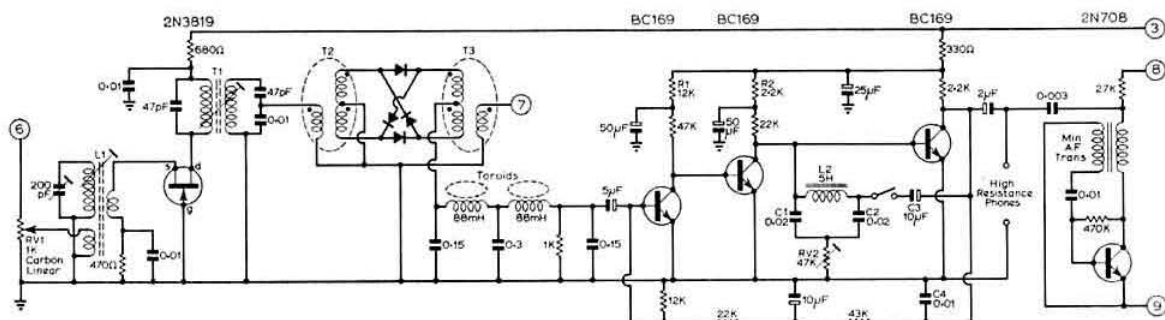 2N3819
BC169
BC169
BC169
2N708
680Ω
T1
T2
T3
R1
12K
R2
2·2K
330Ω
3
8
0·01
47pF
47pF
0·01
7
25µF
2·2K
2µF
0·003
27K
6
50µF
47K
50
µF
22K
Min
A.F
Trans
200
pF
L1
s
d
g
Toroids
88mH
88mH
5µF
L2
5H
C1
0·02
C2
0·02
C3
10µF
High
Resistance
Phones
0·01
470K
RV1
1K
Carbon
Linear
470Ω
0·01
0·15
0·3
1K
0·15
RV2
47K
12K
10µF
C4
0·01
9
22K
43K